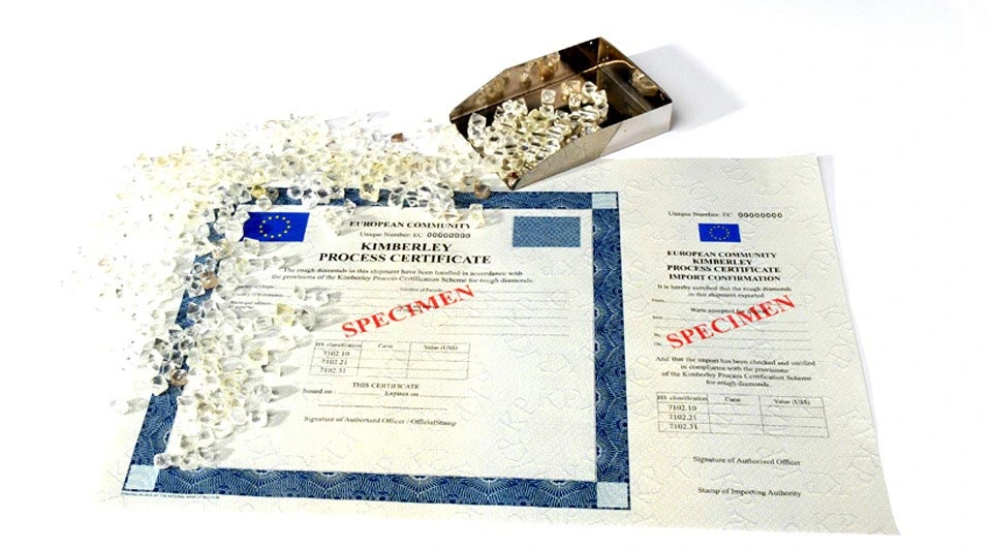 EUROPEAN COMMUNITY
Unique Number: EC 00000000
KIMBERLEY
PROCESS CERTIFICATE
The rough diamonds in this shipment have been handled in accordance with
the provisions of the Kimberley Process Certification Scheme for rough diamonds.
SPECIMEN
HS classification Carat Value (US$)
7102.10
7102.21
7102.31
THIS CERTIFICATE
Issued on Expires on
Signature of Authorised Officer / OfficialStamp
Unique Number: EC 00000000
EUROPEAN COMMUNITY
KIMBERLEY
PROCESS CERTIFICATE
IMPORT CONFIRMATION
It is hereby certified that the rough diamonds
in this shipment exported
From
Were accepted for
SPECIMEN
And that the import has been checked and verified
in compliance with the provisions
of the Kimberley Process Certification Scheme
for rough diamonds.
HS classification Carat Value (US$)
7102.10
7102.21
7102.31
Signature of Authorised Officer
Stamp of Importing Authority